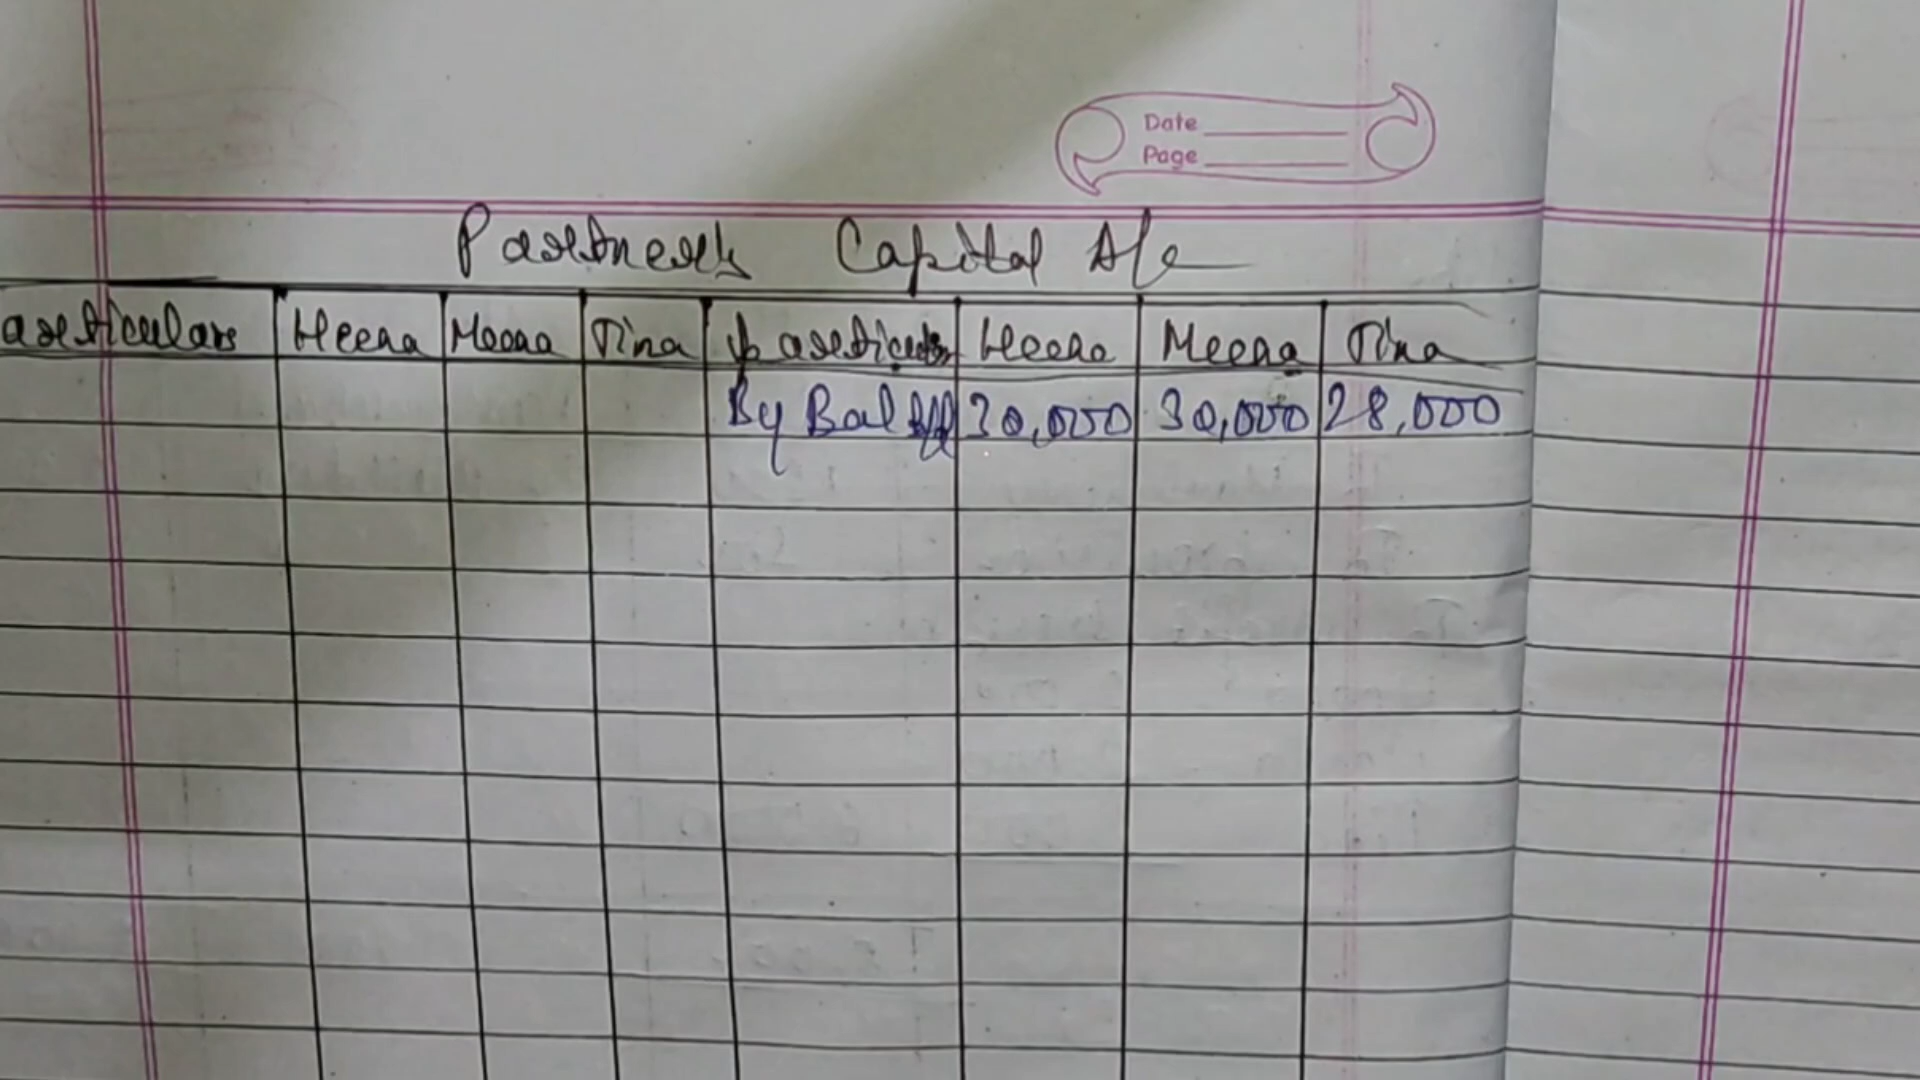 Date
Page
Partner's Capital A/c
articulars Heena Meena Tina Particulars Heena Meena Tina
By Bal b/d 30,000 30,000 28,000